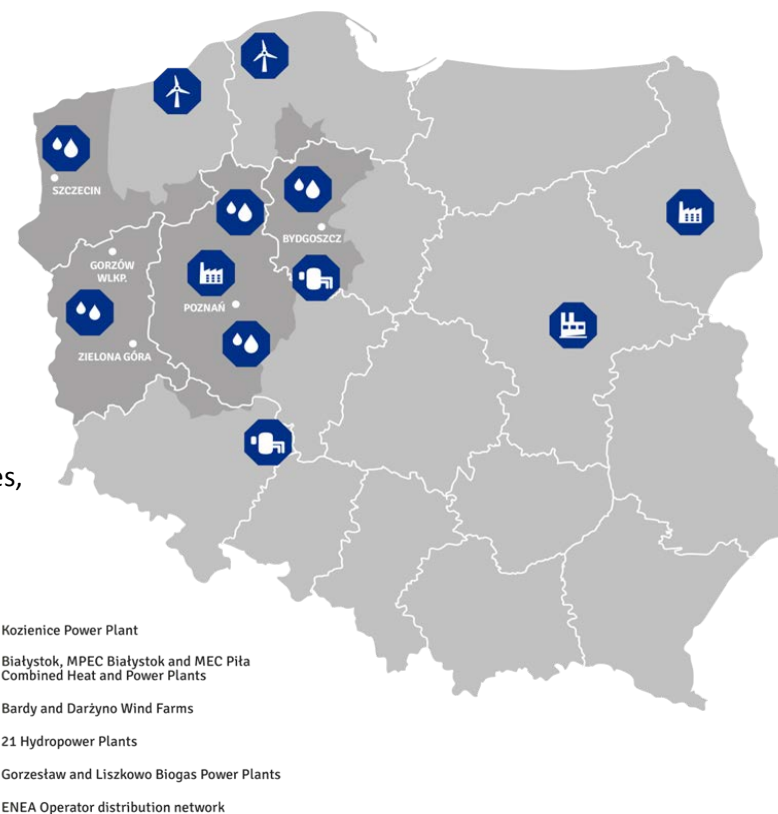 SZCZECIN
BYDGOSZCZ
GORZÓW
WLKP.
POZNAŃ
ZIELONA GÓRA
es,
Kozienice Power Plant
Białystok, MPEC Białystok and MEC Piła
Combined Heat and Power Plants
Bardy and Darżyno Wind Farms
21 Hydropower Plants
Gorzesław and Liszkowo Biogas Power Plants
ENEA Operator distribution network